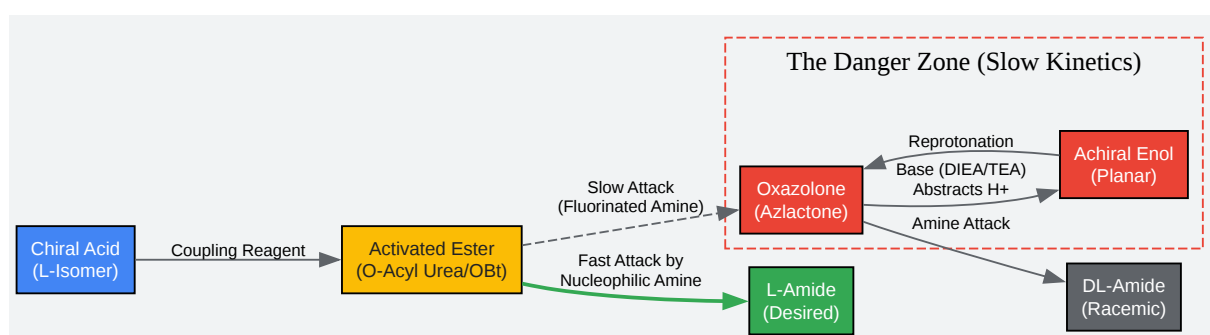 The Danger Zone (Slow Kinetics)
Chiral Acid
(L-Isomer)
Coupling Reagent
Activated Ester
(O-Acyl Urea/OBt)
Slow Attack
(Fluorinated Amine)
Fast Attack by
Nucleophilic Amine
Oxazolone
(Azlactone)
Reprotonation
Base (DIEA/TEA)
Abstracts H+
Achiral Enol
(Planar)
Amine Attack
L-Amide
(Desired)
DL-Amide
(Racemic)